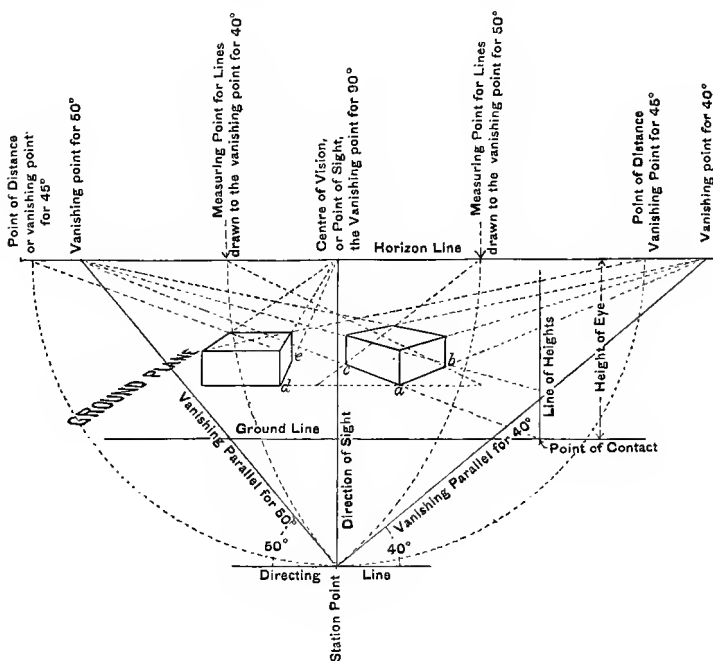 Point of Distance
or vanishing point
for 45°
Vanishing point for 50°
Measuring Point for Lines
drawn to the vanishing point for 40°
Centre of Vision,
or Point of Sight,
the Vanishing point for 90°
Measuring Point for Lines
drawn to the vanishing point for 50°
Point of Distance
Vanishing Point for 45°
Vanishing point for 40°
Horizon Line
GROUND PLANE
e
d
c
b
a
Line of Heights
Height of Eye
Ground Line
Point of Contact
Vanishing Parallel for 50°
Direction of Sight
Vanishing Parallel for 40°
50°
40°
Directing
Line
Station Point